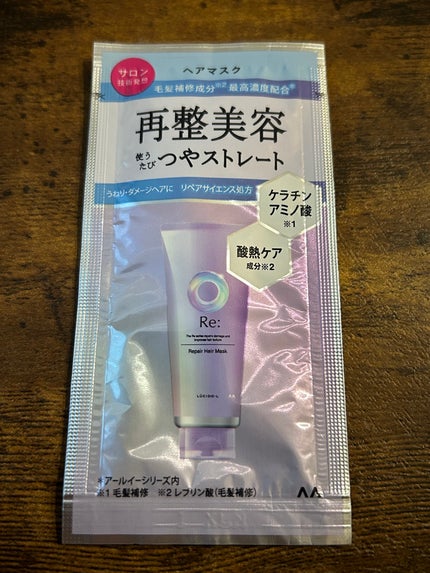 サロン
技術発想
ヘアマスク
毛髪補修成分※2 最高濃度配合*
再整美容
使うたび つやストレート
うねり・ダメージヘアに リペアサイエンス処方
ケラチン
アミノ酸
※1
酸熱ケア
成分※2
Re:
Repair Hair Mask
LÚCIDO-L
*アールイーシリーズ内
※1 毛髪補修 ※2 レブリン酸(毛髪補修)